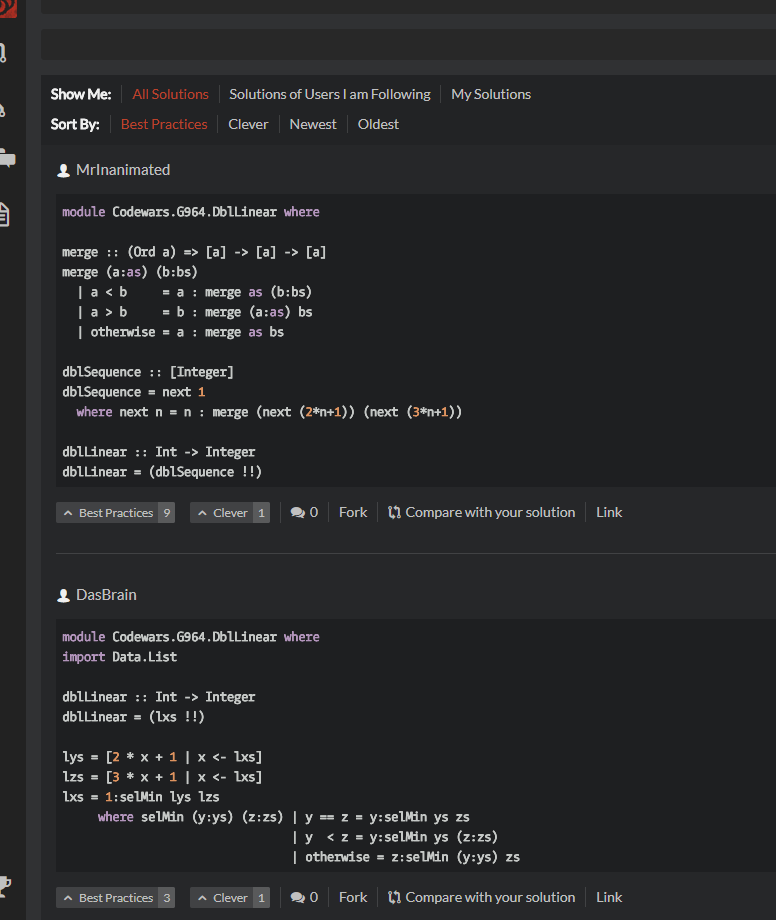 Show Me: All Solutions Solutions of Users I am Following My Solutions
Sort By: Best Practices Clever Newest Oldest
MrInanimated
module Codewars.G964.DblLinear where
merge :: (Ord a) => [a] -> [a] -> [a]
merge (a:as) (b:bs)
  | a < b     = a : merge as (b:bs)
  | a > b     = b : merge (a:as) bs
  | otherwise = a : merge as bs
dblSequence :: [Integer]
dblSequence = next 1
  where next n = n : merge (next (2*n+1)) (next (3*n+1))
dblLinear :: Int -> Integer
dblLinear = (dblSequence !!)
Best Practices 9 Clever 1 0 Fork Compare with your solution Link
DasBrain
module Codewars.G964.DblLinear where
import Data.List
dblLinear :: Int -> Integer
dblLinear = (lxs !!)
lys = [2 * x + 1 | x <- lxs]
lzs = [3 * x + 1 | x <- lxs]
lxs = 1:selMin lys lzs
     where selMin (y:ys) (z:zs) | y == z = y:selMin ys zs
                                | y  < z = y:selMin ys (z:zs)
                                | otherwise = z:selMin (y:ys) zs
Best Practices 3 Clever 1 0 Fork Compare with your solution Link